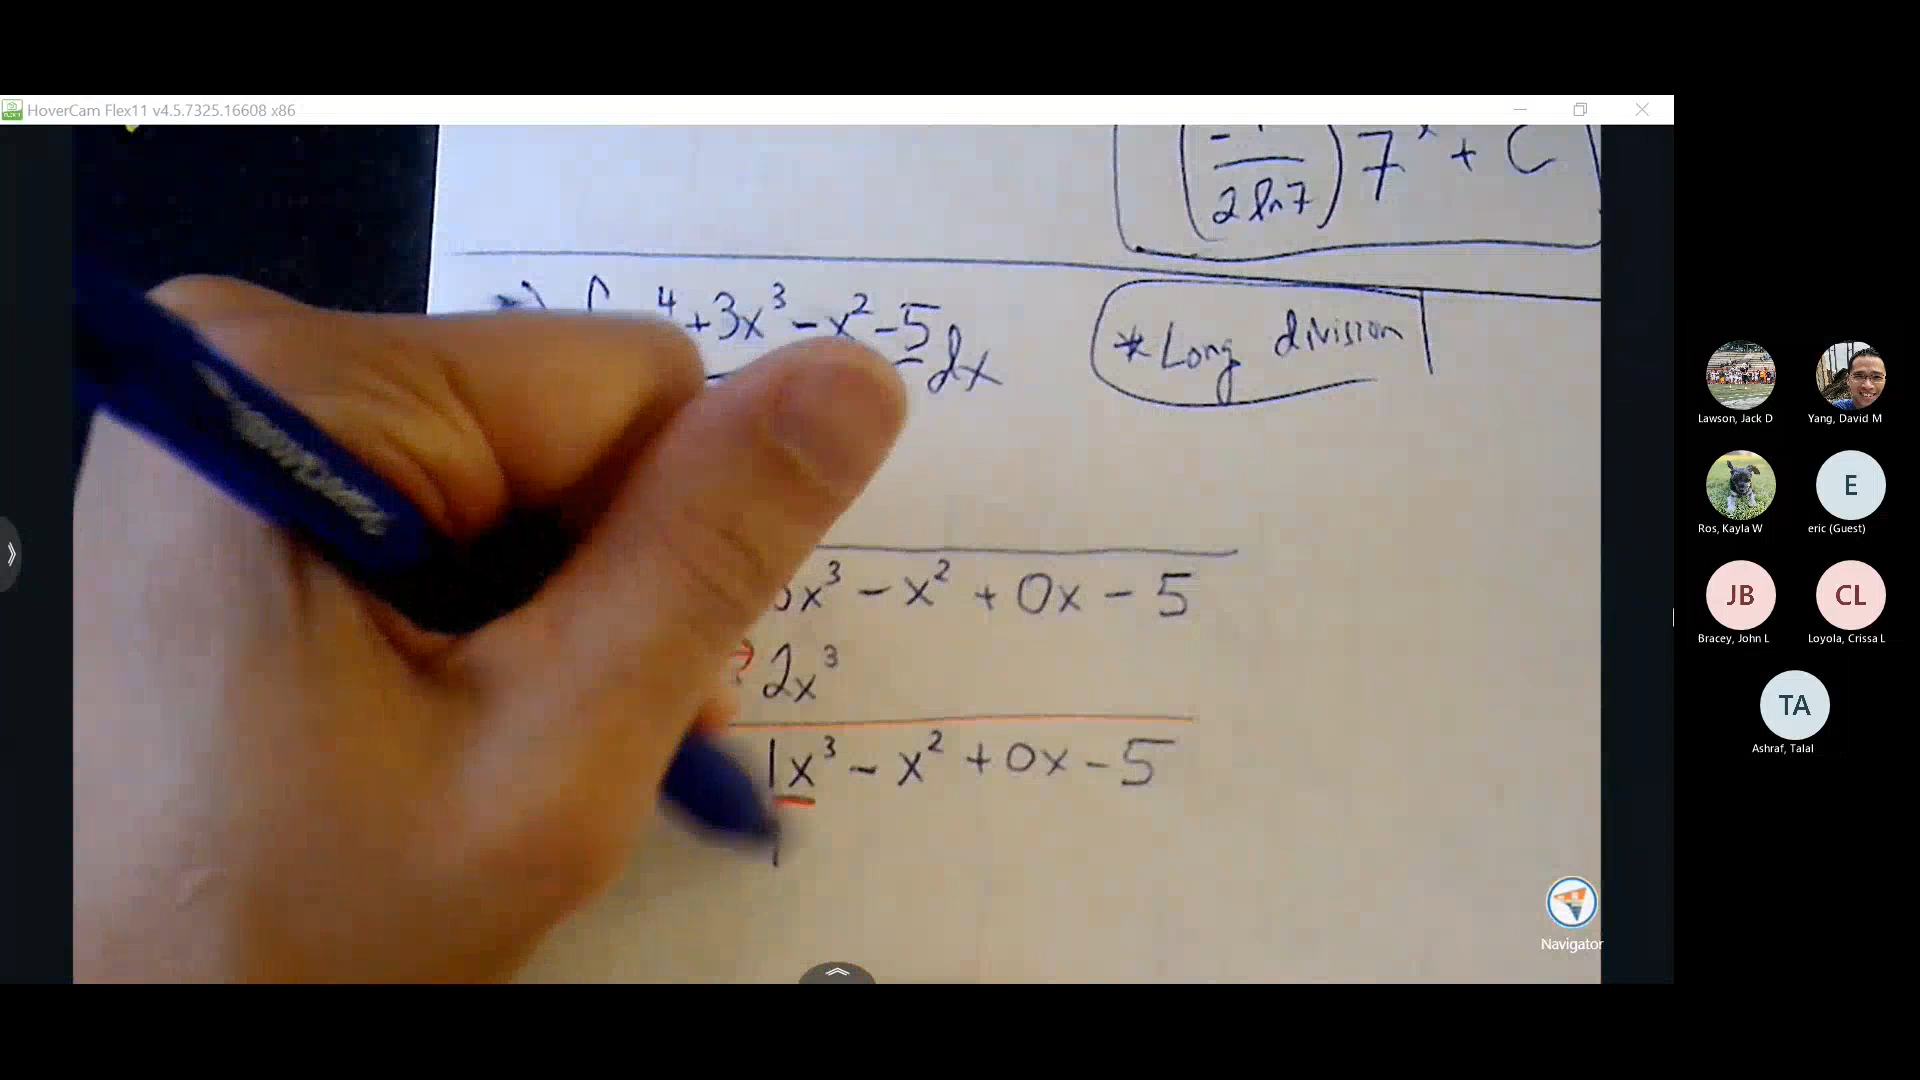 HoverCam Flex11 v4.5.7325.16608 x86
2 ln 7 ) 7 + C
4 + 3x³ - x² - 5 dx
* Long division
x³ - x² + 0x - 5
? 2x³
1x³ - x² + 0x - 5
Lawson, Jack D
Yang, David M
E
Ros, Kayla W
eric (Guest)
JB
CL
Bracey, John L
Loyola, Crissa L
TA
Ashraf, Talal
Navigator